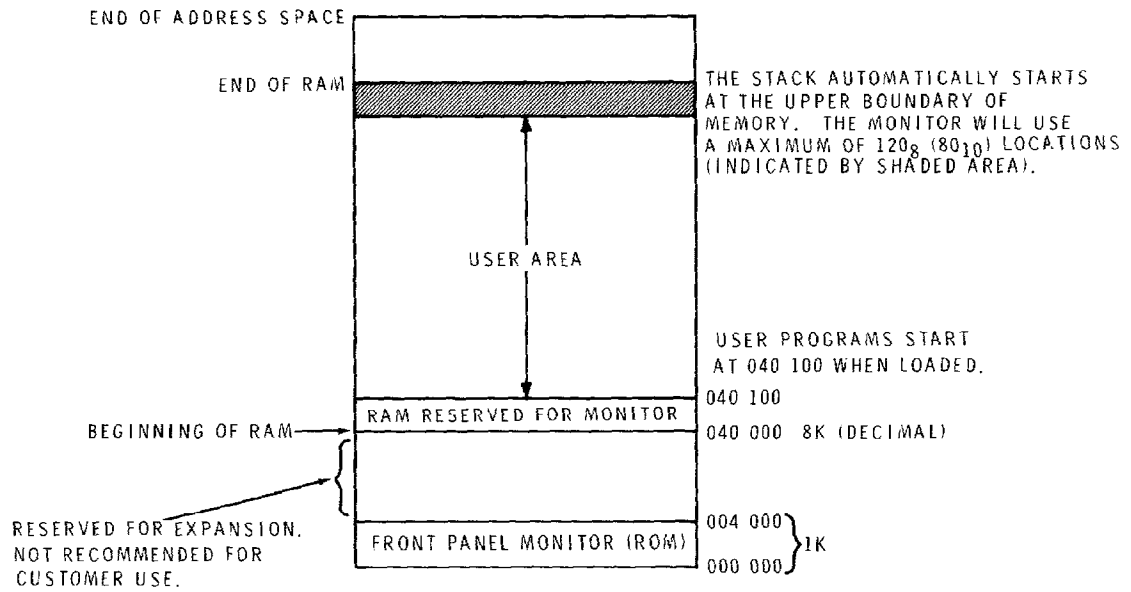 END OF ADDRESS SPACE
END OF RAM
THE STACK AUTOMATICALLY STARTS
AT THE UPPER BOUNDARY OF
MEMORY. THE MONITOR WILL USE
A MAXIMUM OF 120₈ (80₁₀) LOCATIONS
(INDICATED BY SHADED AREA).
USER AREA
USER PROGRAMS START
AT 040 100 WHEN LOADED.
040 100
RAM RESERVED FOR MONITOR
BEGINNING OF RAM
040 000 8K (DECIMAL)
RESERVED FOR EXPANSION.
NOT RECOMMENDED FOR
CUSTOMER USE.
004 000
FRONT PANEL MONITOR (ROM)
1K
000 000